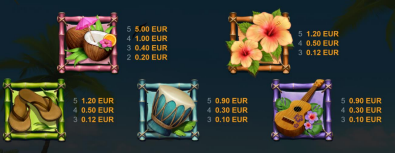 5 5.00 EUR
4 1.00 EUR
3 0.40 EUR
2 0.20 EUR
5 1.20 EUR
4 0.50 EUR
3 0.12 EUR
5 1.20 EUR
4 0.50 EUR
3 0.12 EUR
5 0.90 EUR
4 0.30 EUR
3 0.10 EUR
5 0.90 EUR
4 0.30 EUR
3 0.10 EUR